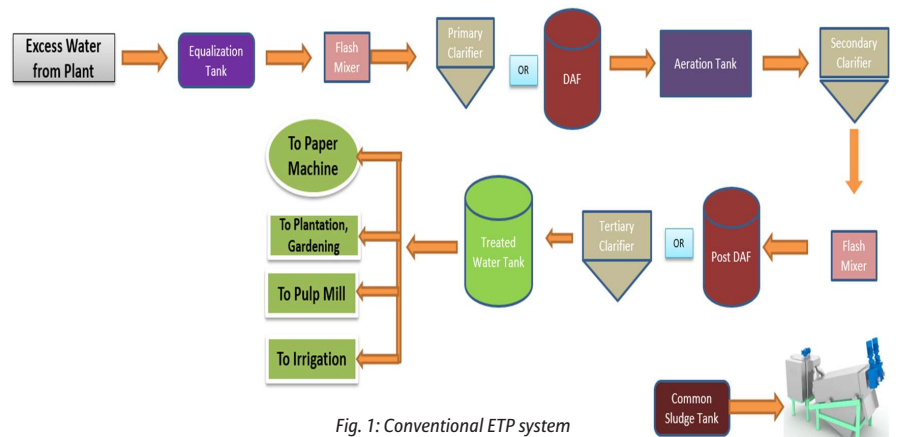 Excess Water
from Plant
Equalization
Tank
Flash
Mixer
Primary
Clarifier
OR
DAF
Aeration Tank
Secondary
Clarifier
Flash
Mixer
Post DAF
OR
Tertiary
Clarifier
Treated
Water Tank
To Paper
Machine
To Plantation,
Gardening
To Pulp Mill
To Irrigation
Common
Sludge Tank
Fig. 1: Conventional ETP system